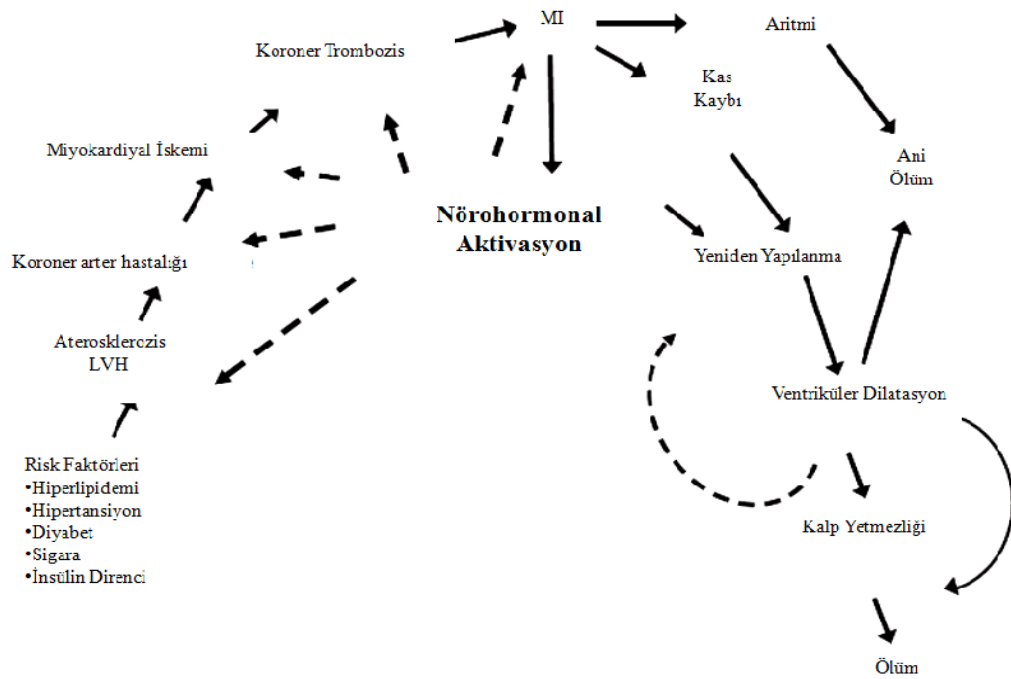 MI
Aritmi
Koroner Trombozis
Kas
Kaybı
Miyokardiyal İskemi
Ani
Ölüm
Nörohormonal
Aktivasyon
Koroner arter hastalığı
Yeniden Yapılanma
Aterosklerozis
LVH
Ventriküler Dilatasyon
Risk Faktörleri
•Hiperlipidemi
•Hipertansiyon
•Diyabet
•Sigara
•İnsülin Direnci
Kalp Yetmezliği
Ölüm